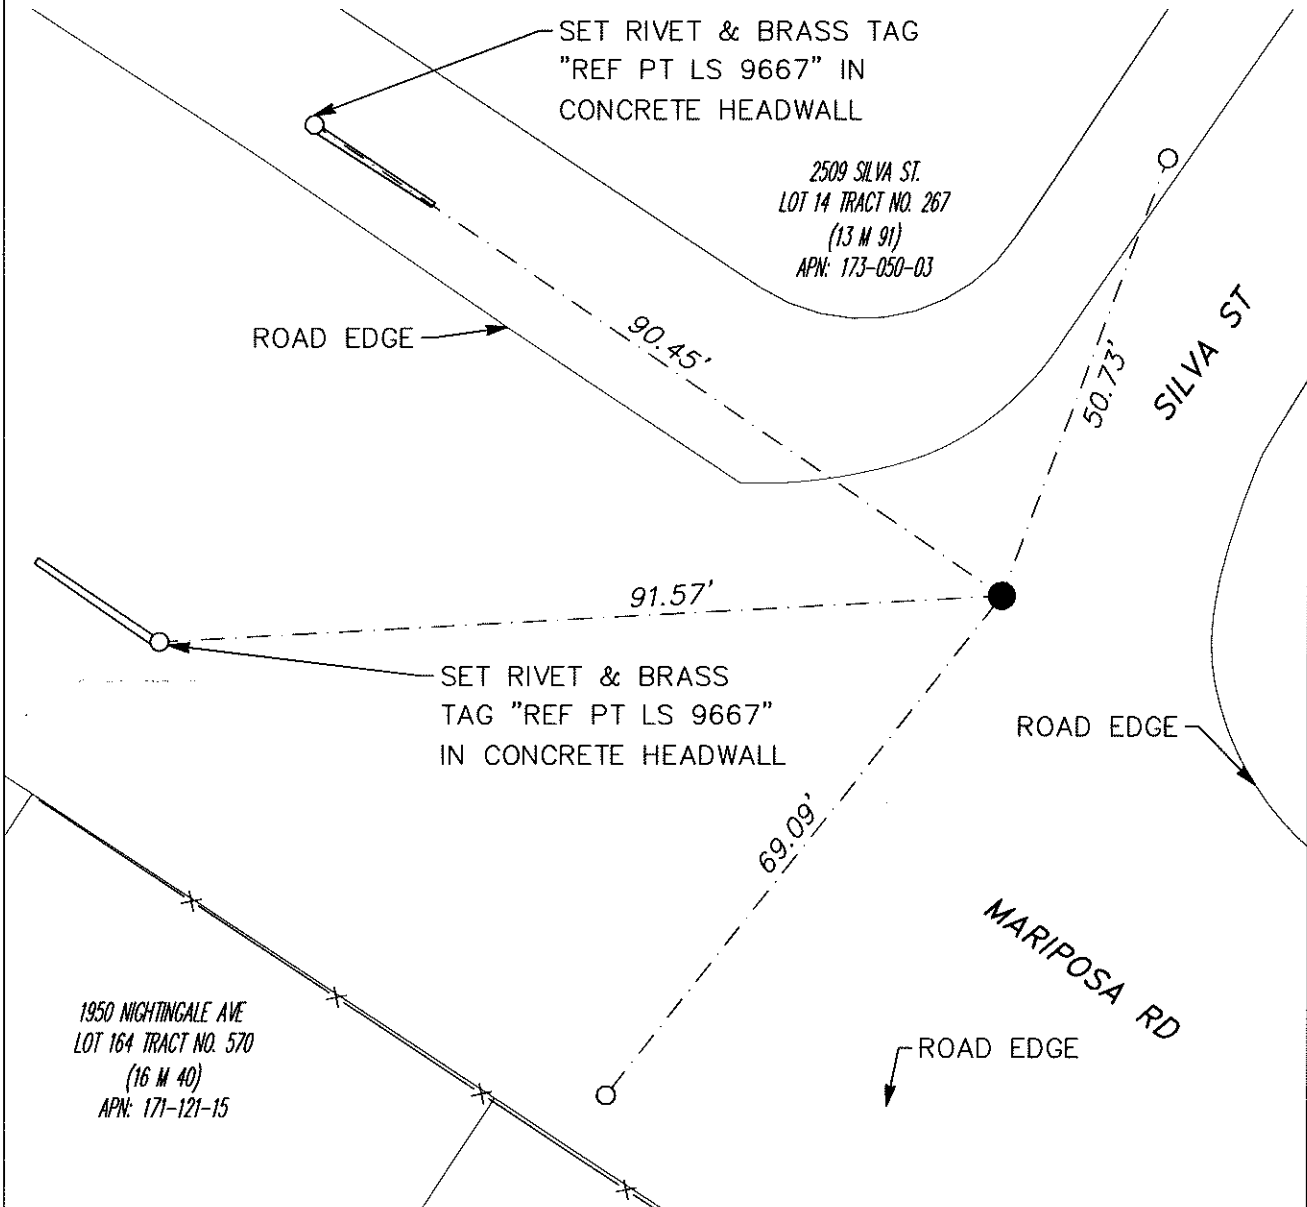 SET RIVET & BRASS TAG
"REF PT LS 9667" IN
CONCRETE HEADWALL
2509 SILVA ST.
LOT 14 TRACT NO. 267
(13 M 91)
APN: 173-050-03
ROAD EDGE
90.45'
50.73'
SILVA ST
91.57'
SET RIVET & BRASS
TAG "REF PT LS 9667"
IN CONCRETE HEADWALL
ROAD EDGE
69.09'
MARIPOSA RD
1950 NIGHTINGALE AVE
LOT 164 TRACT NO. 570
(16 M 40)
APN: 171-121-15
ROAD EDGE